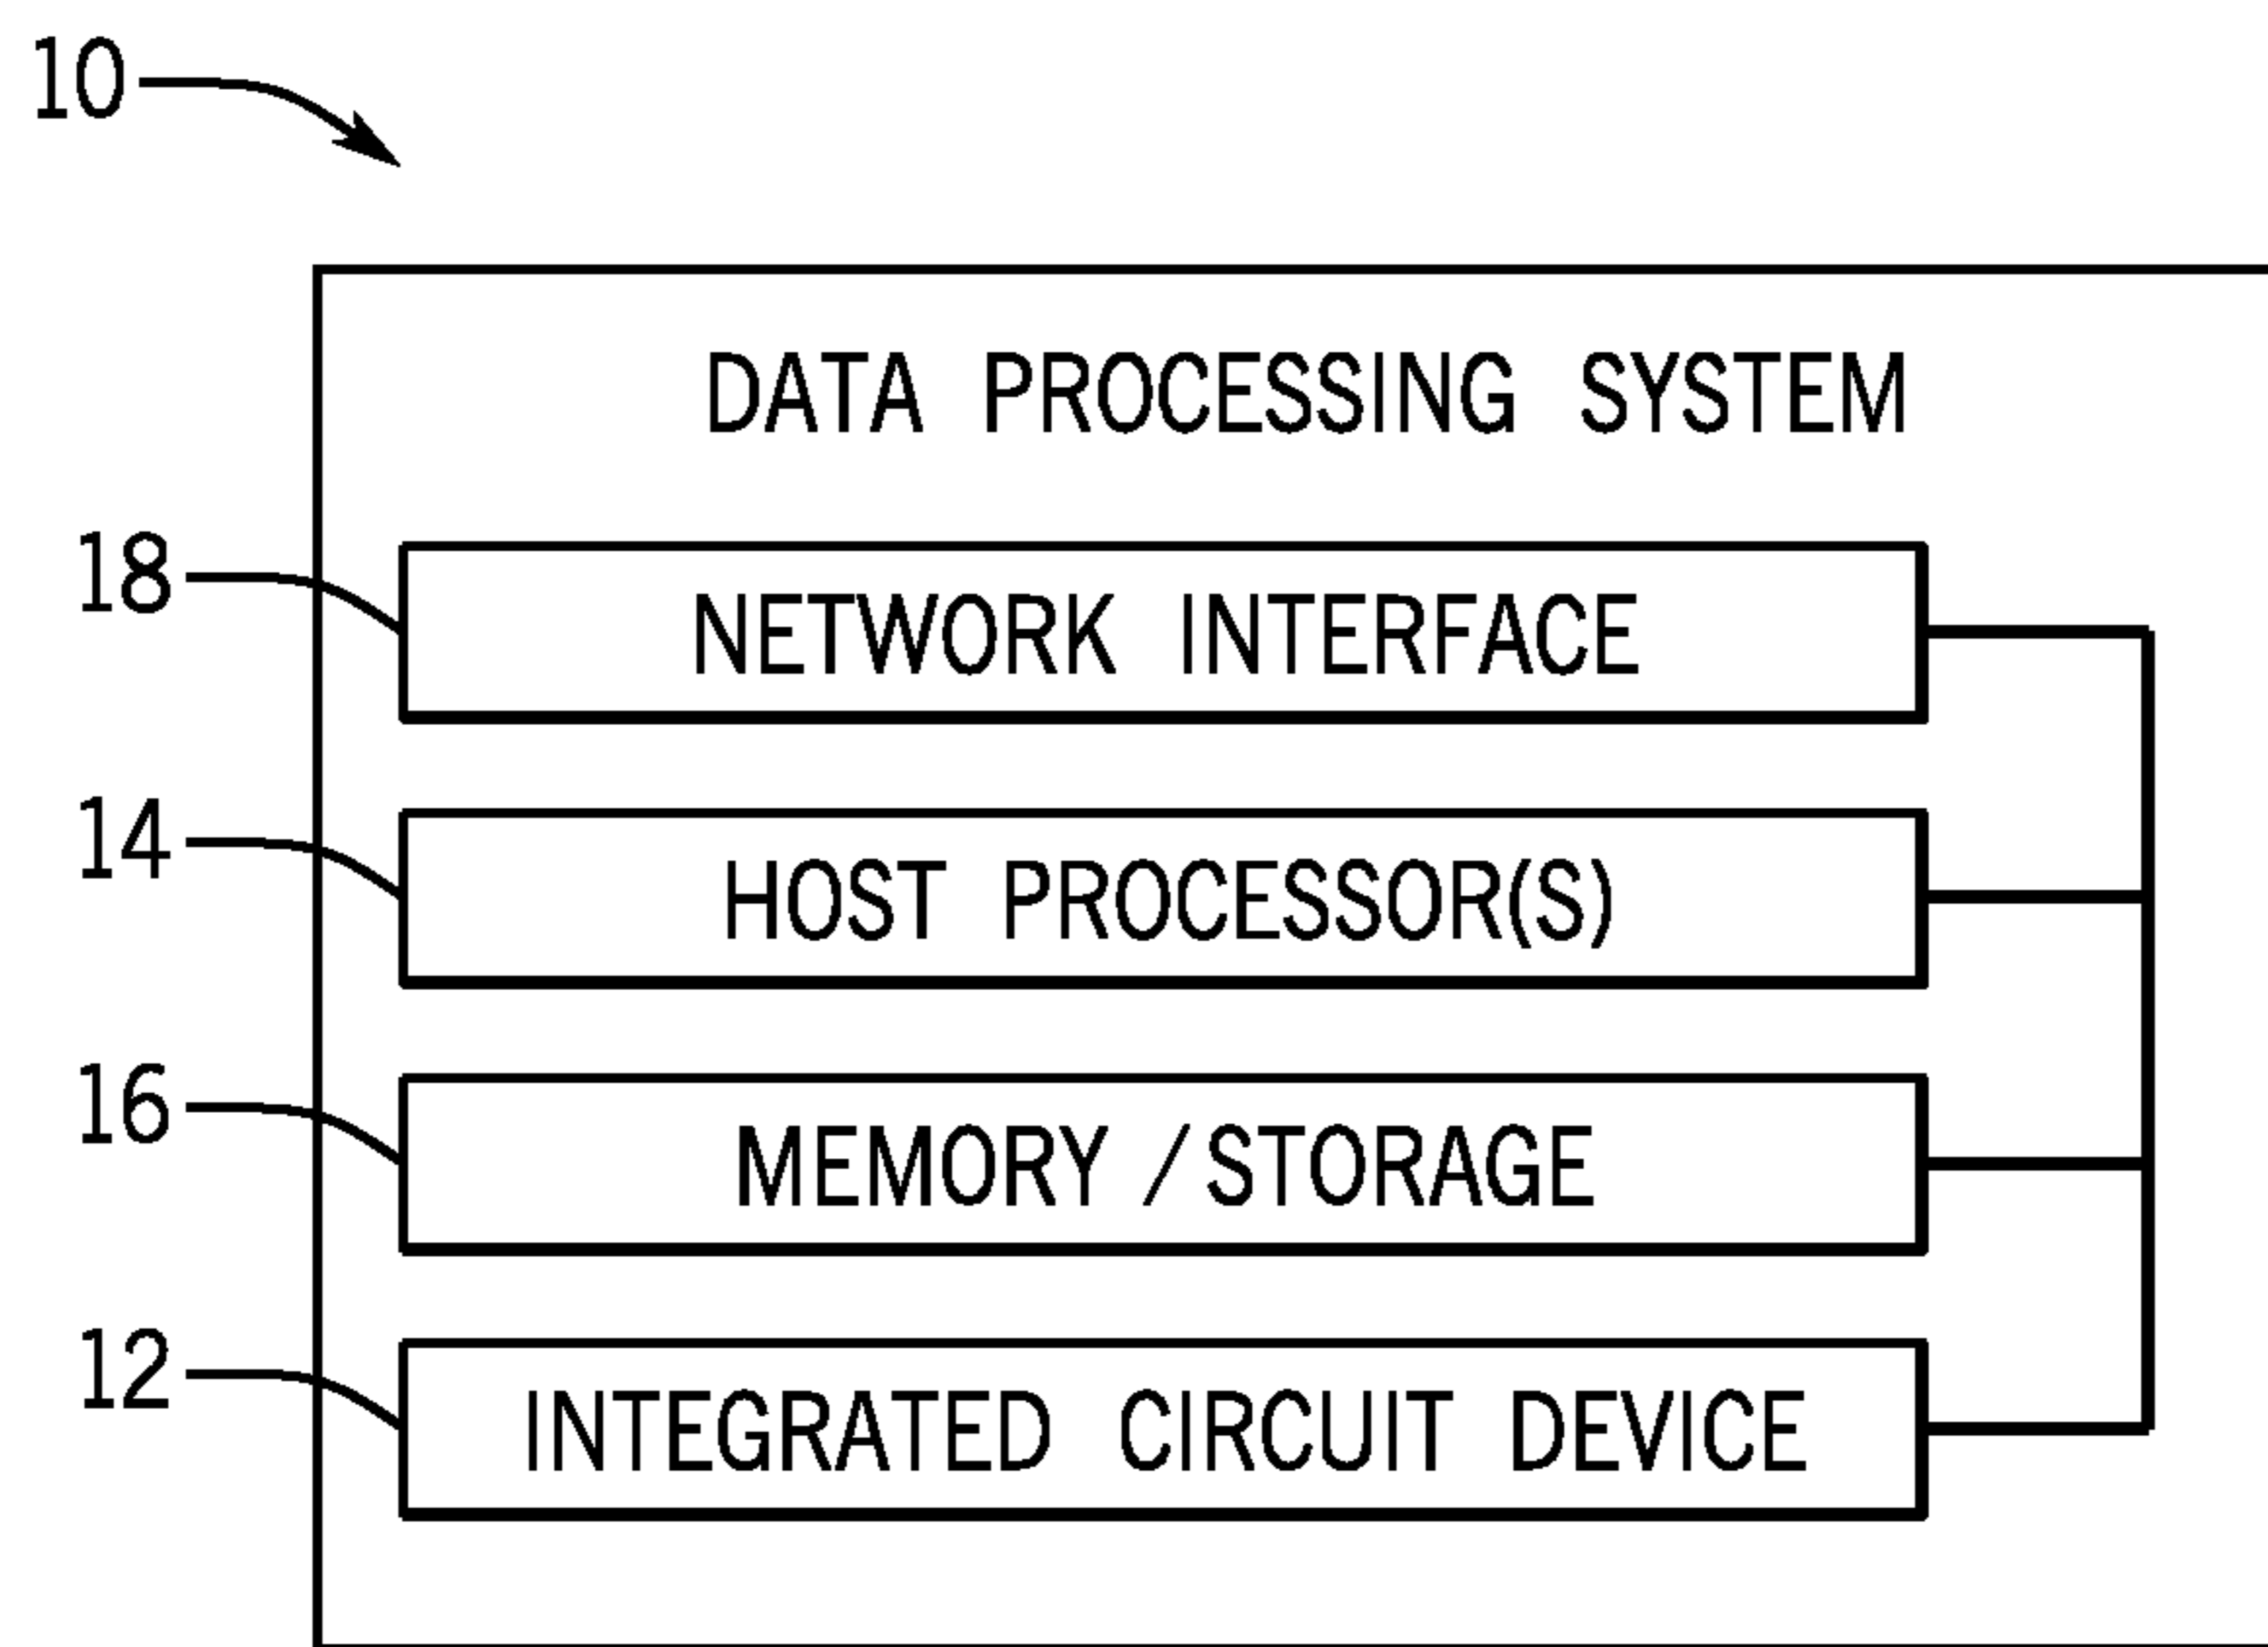 10
DATA PROCESSING SYSTEM
18
NETWORK INTERFACE
14
HOST PROCESSOR(S)
16
MEMORY / STORAGE
12
INTEGRATED CIRCUIT DEVICE